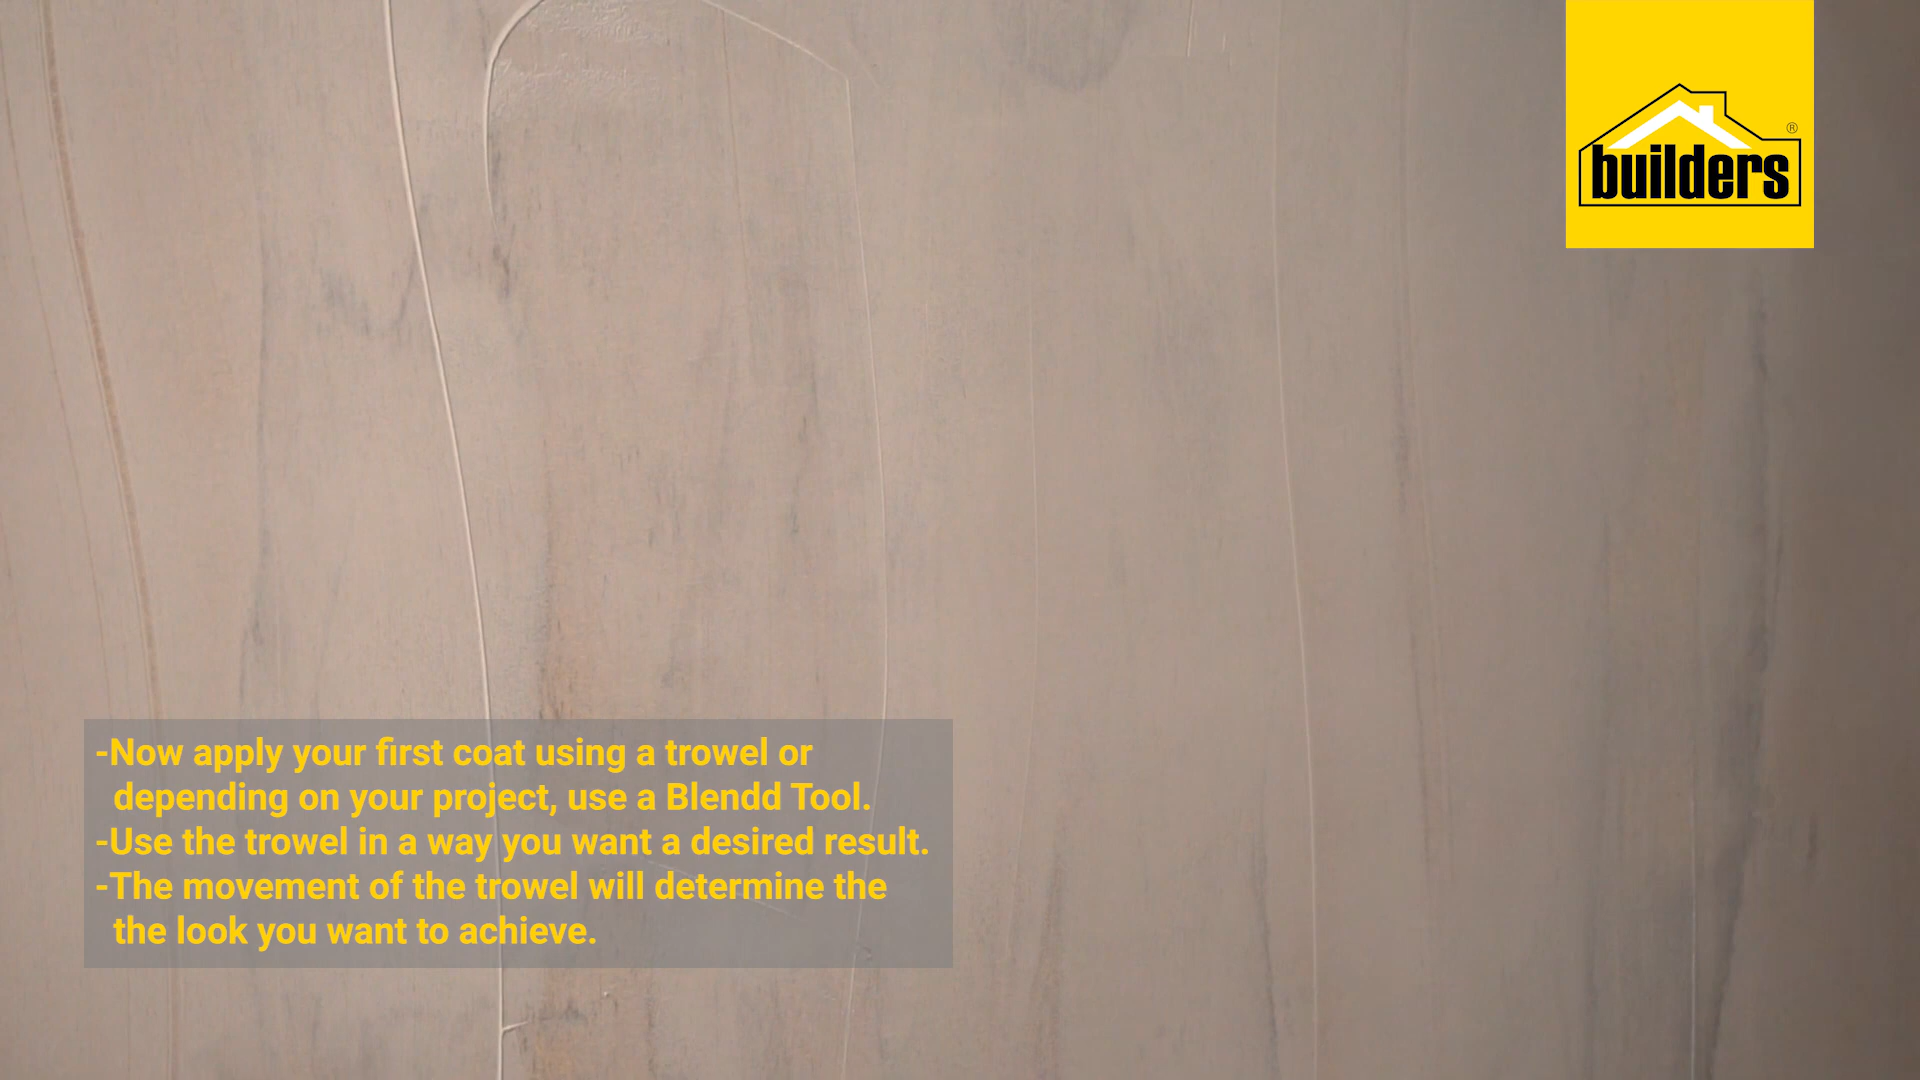 builders
®
-Now apply your first coat using a trowel or
depending on your project, use a Blendd Tool.
-Use the trowel in a way you want a desired result.
-The movement of the trowel will determine the
the look you want to achieve.